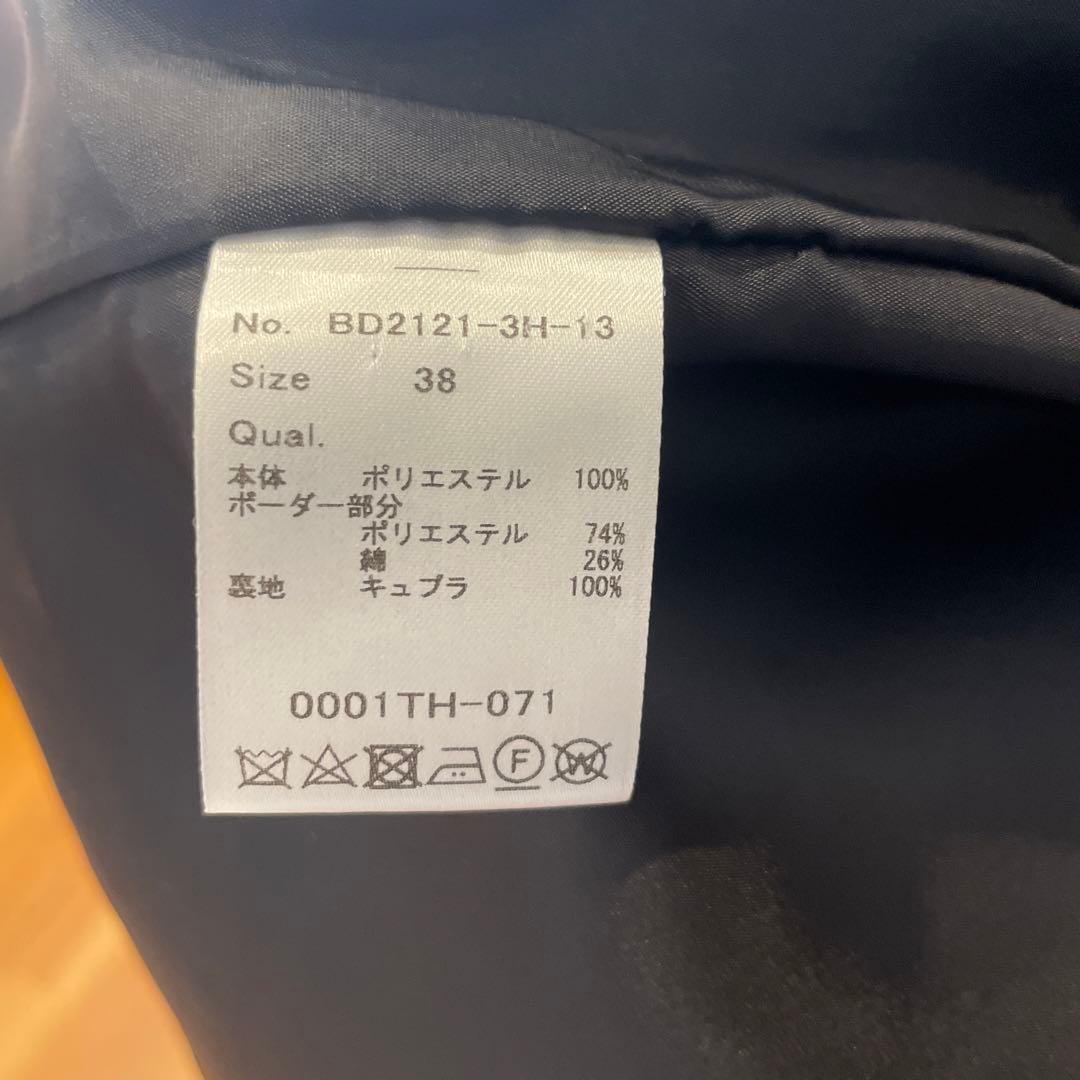 No. BD2121-3H-13
Size 38
Qual.
本体 ポリエステル 100%
ボーダー部分
ポリエステル 74%
綿 26%
裏地 キュプラ 100%
0001TH-071
F W